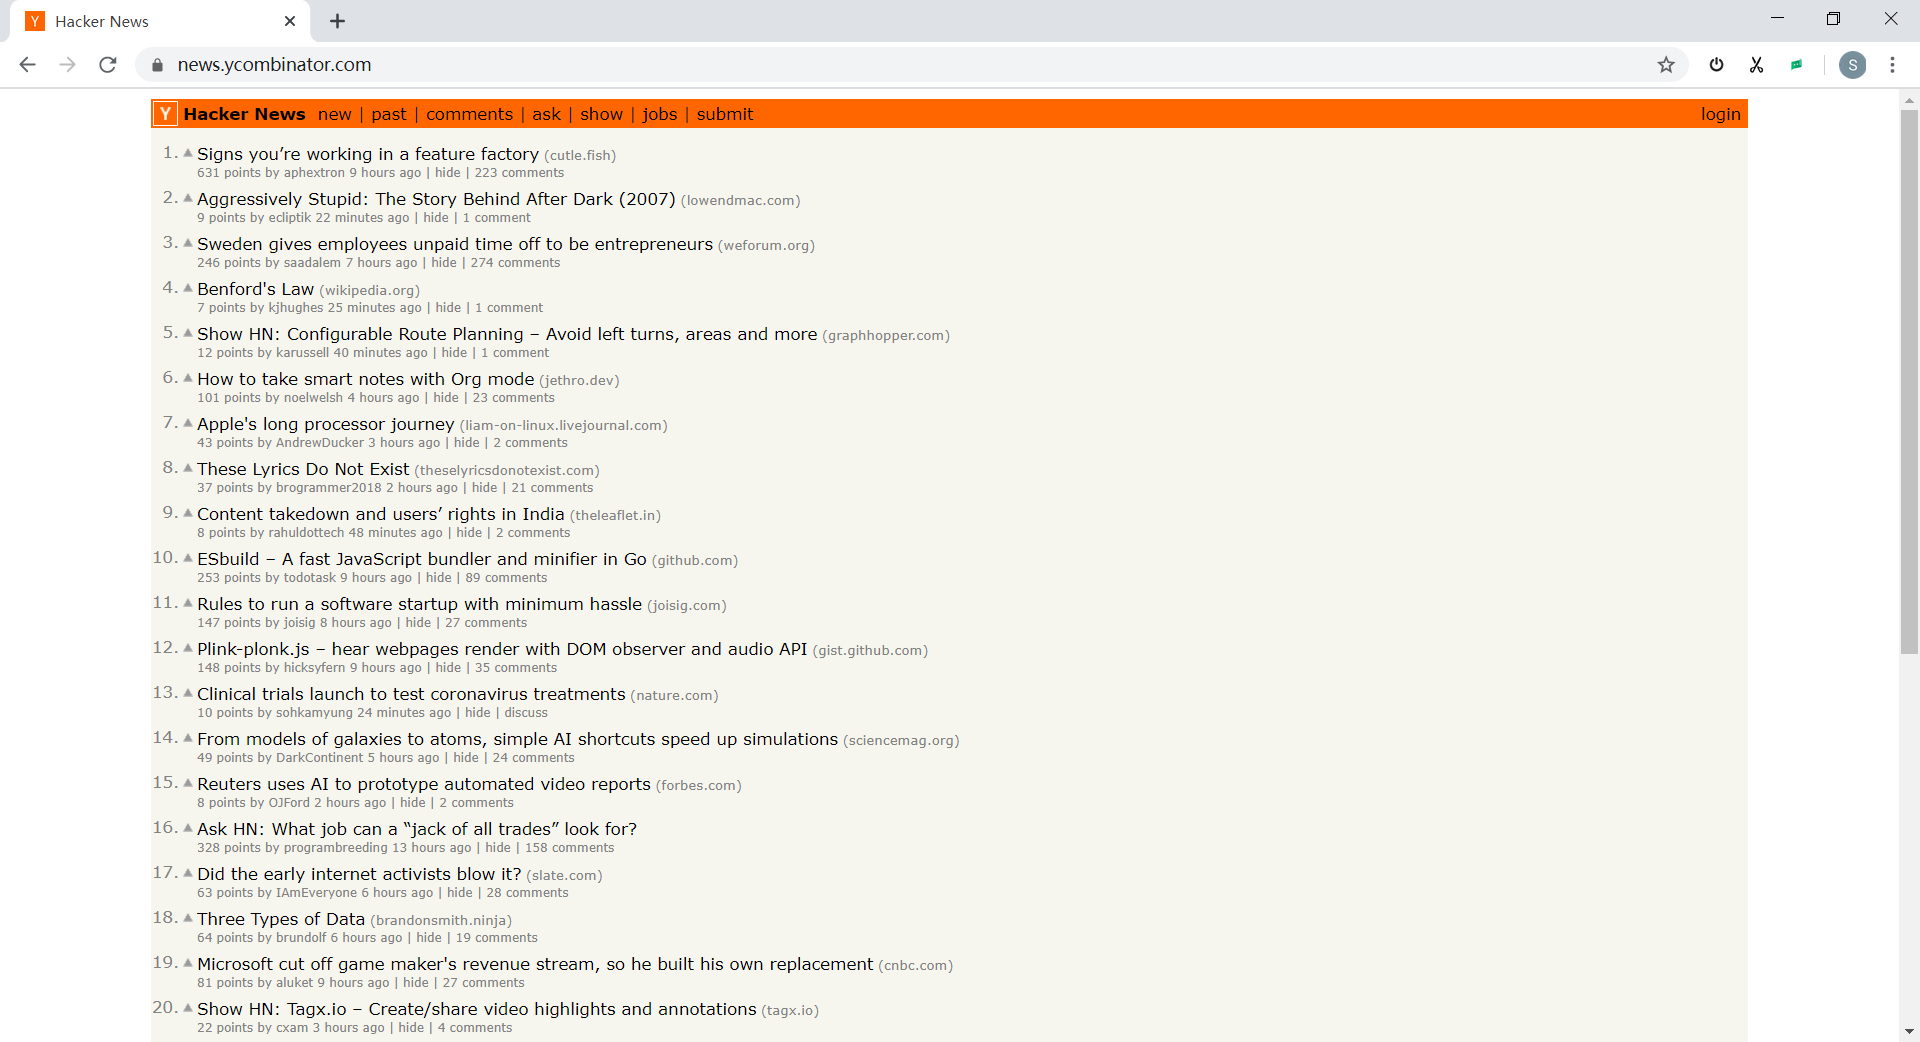 Y Hacker News
news.ycombinator.com
S
Y Hacker News new | past | comments | ask | show | jobs | submit login
1. Signs you’re working in a feature factory (cutle.fish)
631 points by aphextron 9 hours ago | hide | 223 comments
2. Aggressively Stupid: The Story Behind After Dark (2007) (lowendmac.com)
9 points by ecliptik 22 minutes ago | hide | 1 comment
3. Sweden gives employees unpaid time off to be entrepreneurs (weforum.org)
246 points by saadalem 7 hours ago | hide | 274 comments
4. Benford's Law (wikipedia.org)
7 points by kjhughes 25 minutes ago | hide | 1 comment
5. Show HN: Configurable Route Planning – Avoid left turns, areas and more (graphhopper.com)
12 points by karussell 40 minutes ago | hide | 1 comment
6. How to take smart notes with Org mode (jethro.dev)
101 points by noelwelsh 4 hours ago | hide | 23 comments
7. Apple's long processor journey (liam-on-linux.livejournal.com)
43 points by AndrewDucker 3 hours ago | hide | 2 comments
8. These Lyrics Do Not Exist (theselyricsdonotexist.com)
37 points by brogrammer2018 2 hours ago | hide | 21 comments
9. Content takedown and users’ rights in India (theleaflet.in)
8 points by rahuldottech 48 minutes ago | hide | 2 comments
10. ESbuild – A fast JavaScript bundler and minifier in Go (github.com)
253 points by todotask 9 hours ago | hide | 89 comments
11. Rules to run a software startup with minimum hassle (joisig.com)
147 points by joisig 8 hours ago | hide | 27 comments
12. Plink-plonk.js – hear webpages render with DOM observer and audio API (gist.github.com)
148 points by hicksyfern 9 hours ago | hide | 35 comments
13. Clinical trials launch to test coronavirus treatments (nature.com)
10 points by sohkamyung 24 minutes ago | hide | discuss
14. From models of galaxies to atoms, simple AI shortcuts speed up simulations (sciencemag.org)
49 points by DarkContinent 5 hours ago | hide | 24 comments
15. Reuters uses AI to prototype automated video reports (forbes.com)
8 points by OJFord 2 hours ago | hide | 2 comments
16. Ask HN: What job can a “jack of all trades” look for?
328 points by programbreeding 13 hours ago | hide | 158 comments
17. Did the early internet activists blow it? (slate.com)
63 points by IAmEveryone 6 hours ago | hide | 28 comments
18. Three Types of Data (brandonsmith.ninja)
64 points by brundolf 6 hours ago | hide | 19 comments
19. Microsoft cut off game maker's revenue stream, so he built his own replacement (cnbc.com)
81 points by aluket 9 hours ago | hide | 27 comments
20. Show HN: Tagx.io – Create/share video highlights and annotations (tagx.io)
22 points by cxam 3 hours ago | hide | 4 comments